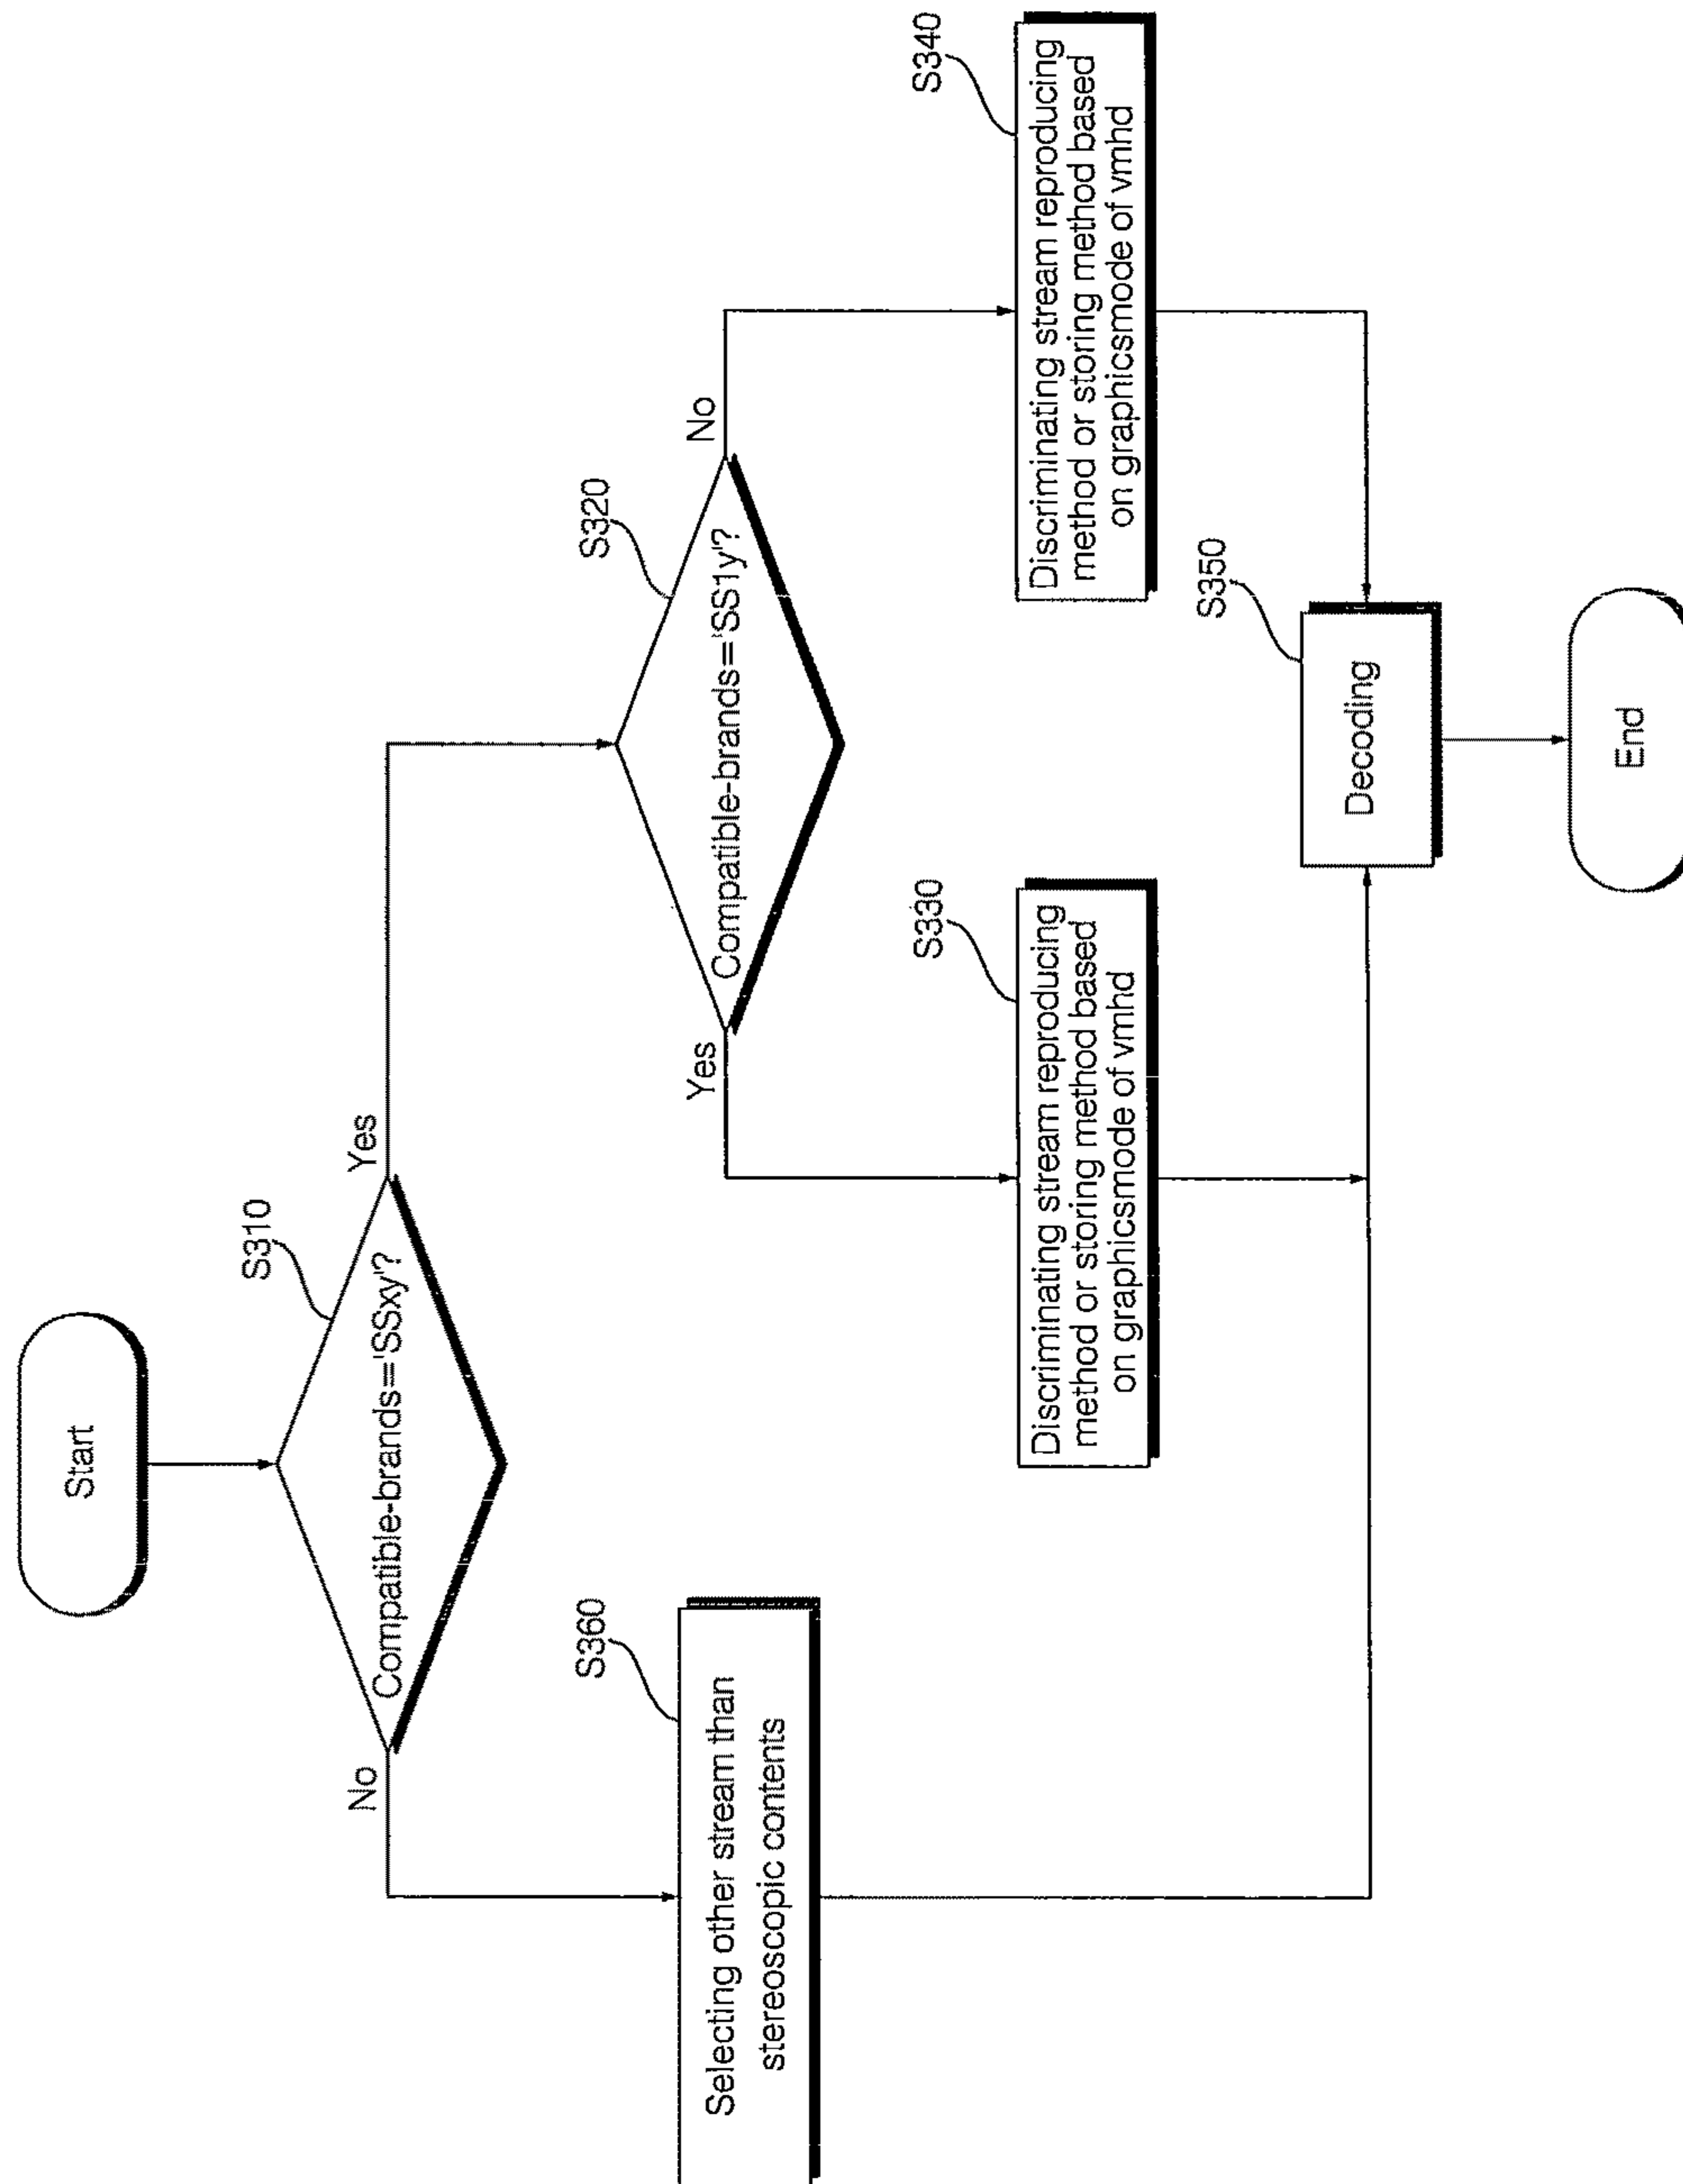 Start
S310
Compatible-brands='SSxy'?
No
Yes
S360
Selecting other stream than
stereoscopic contents
S320
Compatible-brands='SS1y'?
Yes
No
S330
Discriminating stream reproducing
method or storing method based
on graphicsmode of vmhd
S340
Discriminating stream reproducing
method or storing method based
on graphicsmode of vmhd
S350
Decoding
End